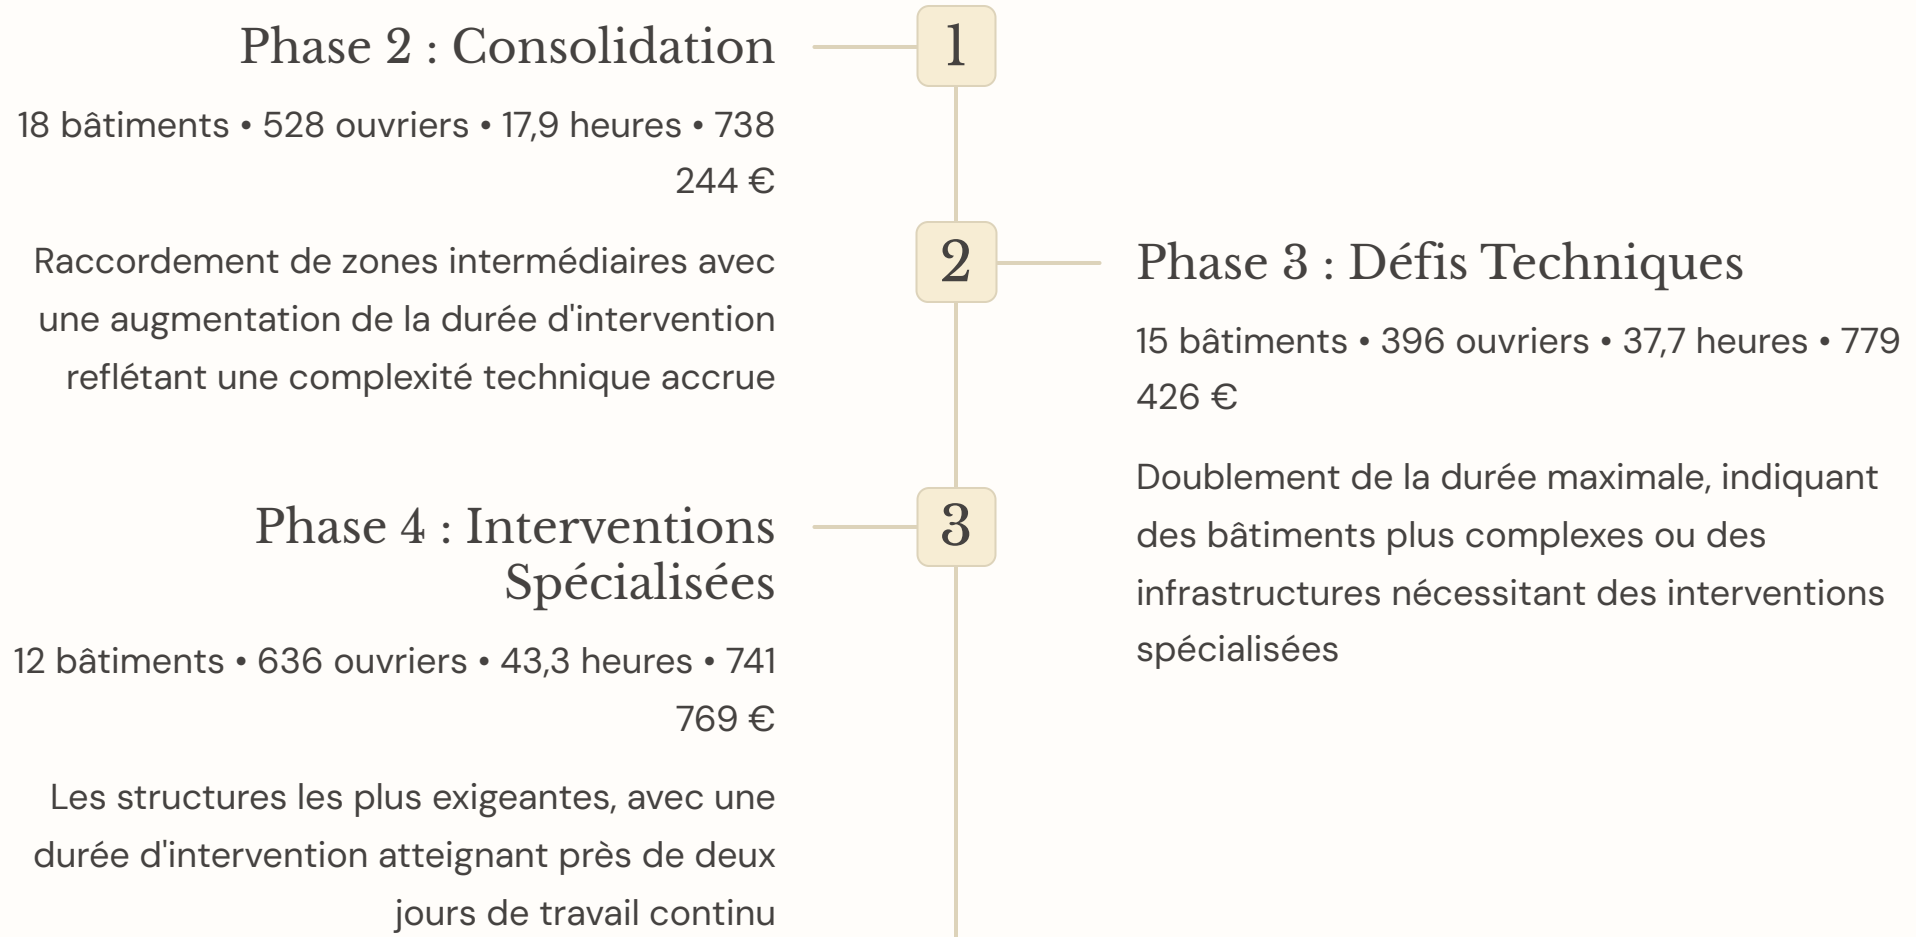 Phase 2 : Consolidation
1
18 bâtiments • 528 ouvriers • 17,9 heures • 738
244 €
Raccordement de zones intermédiaires avec
une augmentation de la durée d'intervention
reflétant une complexité technique accrue
2
Phase 3 : Défis Techniques
15 bâtiments • 396 ouvriers • 37,7 heures • 779
426 €
Doublement de la durée maximale, indiquant
des bâtiments plus complexes ou des
infrastructures nécessitant des interventions
spécialisées
3
Phase 4 : Interventions
Spécialisées
12 bâtiments • 636 ouvriers • 43,3 heures • 741
769 €
Les structures les plus exigeantes, avec une
durée d'intervention atteignant près de deux
jours de travail continu